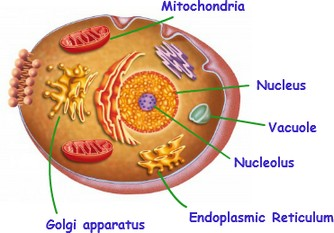 Mitochondria
Nucleus
Vacuole
Nucleolus
Endoplasmic Reticulum
Golgi apparatus